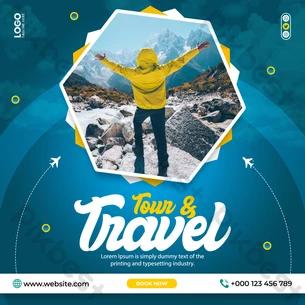 LOGO
Tour &
Travel
Lorem Ipsum is simply dummy text of the
printing and typesetting industry.
www.website.com
BOOK NOW
+000 123 456 789